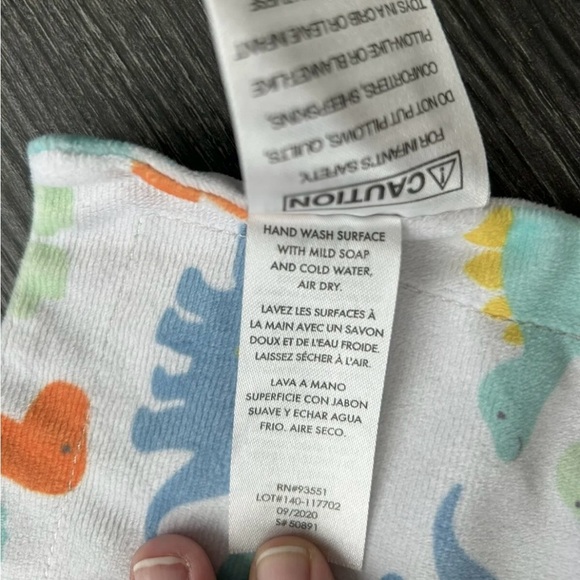 CAUTION
FOR INFANT'S SAFETY,
DO NOT PUT PILLOWS, QUILTS,
COMFORTERS, SHEEPSKINS,
PILLOW-LIKE OR BLANKET-LIKE
TOYS IN A CRIB OR LEAVE INFANT
HAND WASH SURFACE
WITH MILD SOAP
AND COLD WATER,
AIR DRY.
LAVEZ LES SURFACES À
LA MAIN AVEC UN SAVON
DOUX ET DE L'EAU FROIDE.
LAISSEZ SÉCHER À L'AIR.
LAVA A MANO
SUPERFICIE CON JABON
SUAVE Y ECHAR AGUA
FRIO. AIRE SECO.
RN#93551
LOT#140-117702
09/2020
S# 50891